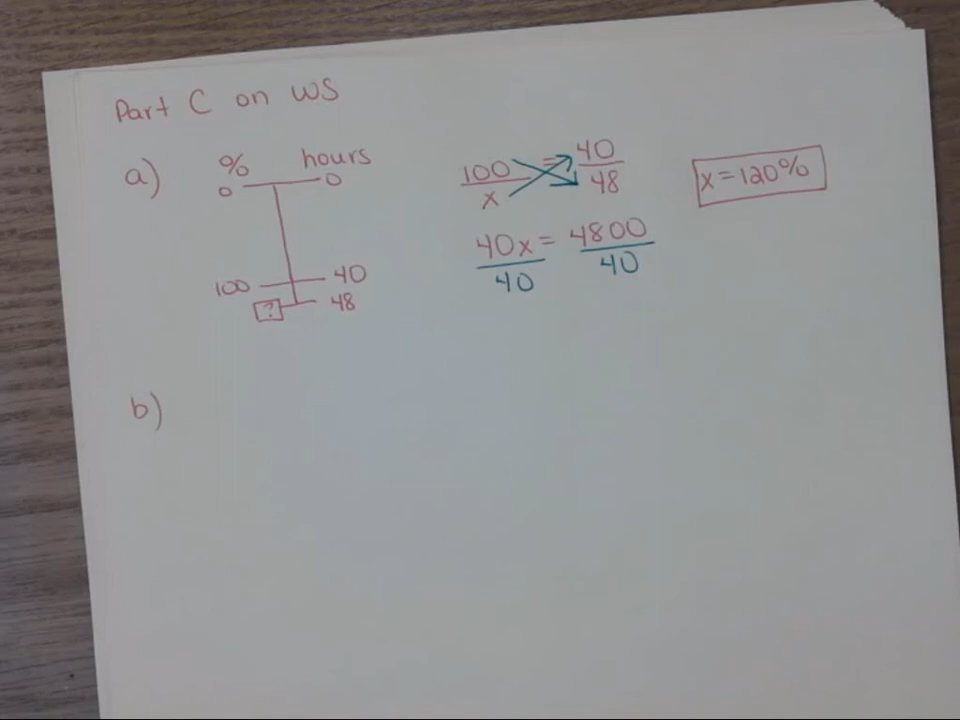 Part C on WS
a)
% hours
0 0
100 40
? 48
100/x = 40/48
40x/40 = 4800/40
x = 120%
b)